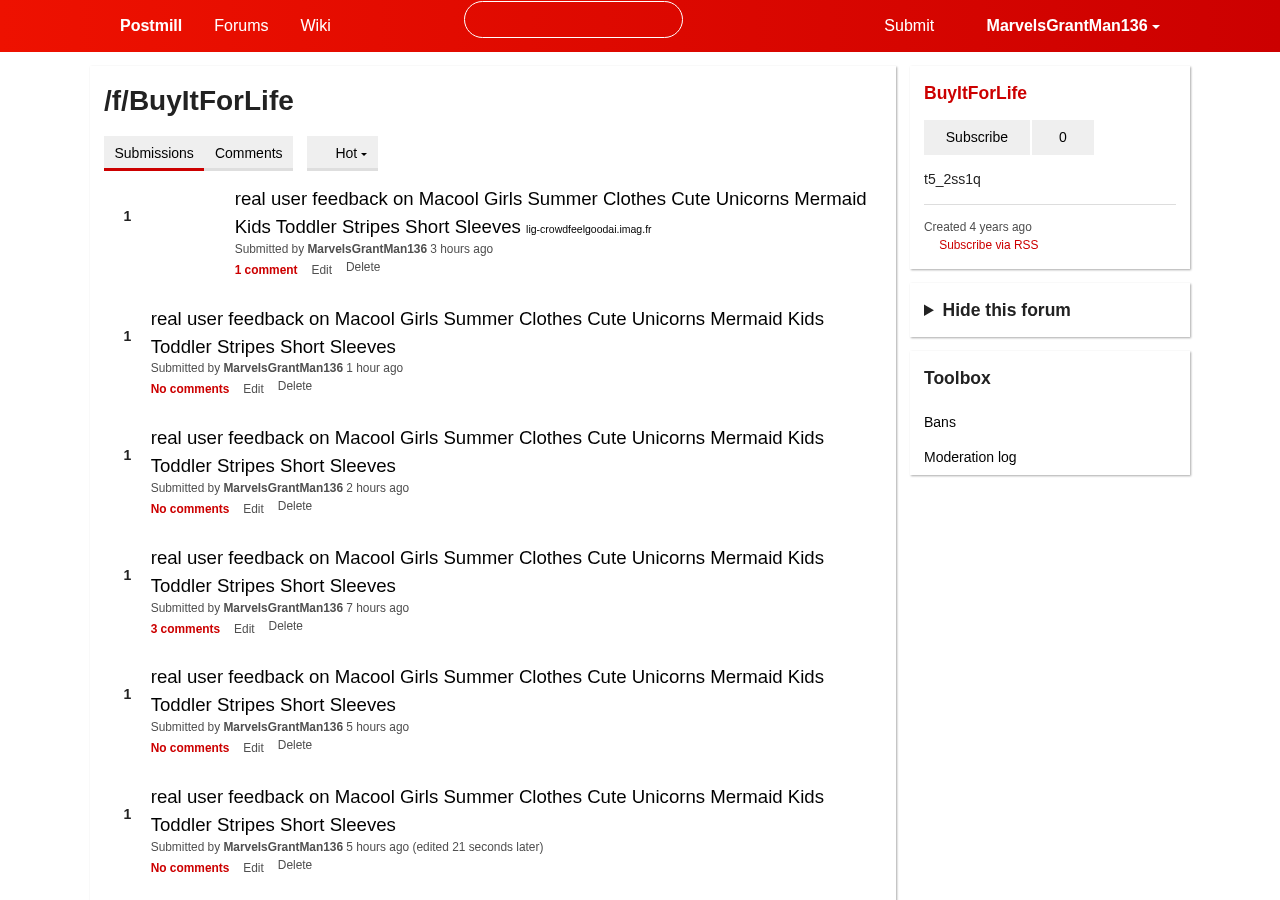 Postmill Forums Wiki Submit MarvelsGrantMan136
/f/BuyItForLife
Submissions Comments Hot
1
real user feedback on Macool Girls Summer Clothes Cute Unicorns Mermaid
Kids Toddler Stripes Short Sleeves lig-crowdfeelgoodai.imag.fr
Submitted by MarvelsGrantMan136 3 hours ago
1 comment Edit Delete
1
real user feedback on Macool Girls Summer Clothes Cute Unicorns Mermaid Kids
Toddler Stripes Short Sleeves
Submitted by MarvelsGrantMan136 1 hour ago
No comments Edit Delete
1
real user feedback on Macool Girls Summer Clothes Cute Unicorns Mermaid Kids
Toddler Stripes Short Sleeves
Submitted by MarvelsGrantMan136 2 hours ago
No comments Edit Delete
1
real user feedback on Macool Girls Summer Clothes Cute Unicorns Mermaid Kids
Toddler Stripes Short Sleeves
Submitted by MarvelsGrantMan136 7 hours ago
3 comments Edit Delete
1
real user feedback on Macool Girls Summer Clothes Cute Unicorns Mermaid Kids
Toddler Stripes Short Sleeves
Submitted by MarvelsGrantMan136 5 hours ago
No comments Edit Delete
1
real user feedback on Macool Girls Summer Clothes Cute Unicorns Mermaid Kids
Toddler Stripes Short Sleeves
Submitted by MarvelsGrantMan136 5 hours ago (edited 21 seconds later)
No comments Edit Delete
BuyItForLife
Subscribe 0
t5_2ss1q
Created 4 years ago
Subscribe via RSS
Hide this forum
Toolbox
Bans
Moderation log